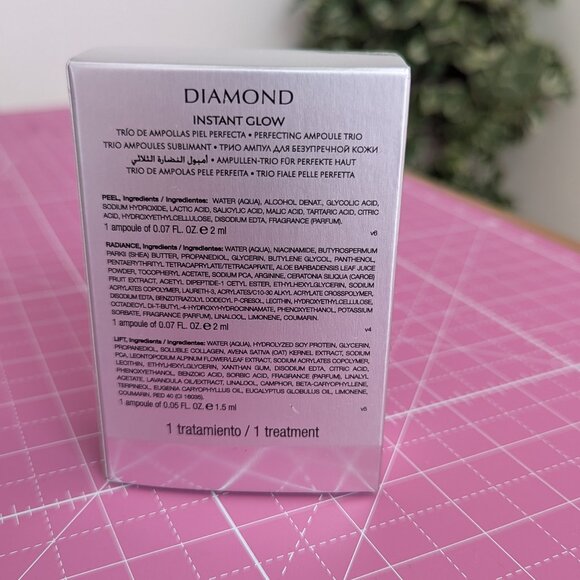 DIAMOND
INSTANT GLOW
TRÍO DE AMPOLLAS PIEL PERFECTA • PERFECTING AMPOULE TRIO
TRIO AMPOULES SUBLIMANT • ТРИО АМПУЛ ДЛЯ БЕЗУПРЕЧНОЙ КОЖИ
أمبول النضارة الثلاثي • AMPULLEN-TRIO FÜR PERFEKTE HAUT
TRIO DE AMPOLAS PELE PERFEITA • TRIO FIALE PELLE PERFETTA
PEEL, Ingredients / Ingredientes: WATER (AQUA), ALCOHOL DENAT., GLYCOLIC ACID,
SODIUM HYDROXIDE, LACTIC ACID, SALICYLIC ACID, MALIC ACID, TARTARIC ACID, CITRIC
ACID, HYDROXYETHYLCELLULOSE, DISODIUM EDTA, FRAGRANCE (PARFUM).
1 ampoule of 0.07 FL. OZ. ℮ 2 ml v6
RADIANCE, Ingredients / Ingredientes: WATER (AQUA), NIACINAMIDE, BUTYROSPERMUM
PARKII (SHEA) BUTTER, PROPANEDIOL, GLYCERIN, BUTYLENE GLYCOL, PANTHENOL,
PENTAERYTHRITYL TETRACAPRYLATE/TETRACAPRATE, ALOE BARBADENSIS LEAF JUICE
POWDER, TOCOPHERYL ACETATE, SODIUM PCA, ARGININE, CERATONIA SILIQUA (CAROB)
FRUIT EXTRACT, ACETYL DIPEPTIDE-1 CETYL ESTER, ETHYLHEXYLGLYCERIN, SODIUM
ACRYLATES COPOLYMER, LAURETH-3, ACRYLATES/C10-30 ALKYL ACRYLATE CROSSPOLYMER,
DISODIUM EDTA, BENZOTRIAZOLYL DODECYL P-CRESOL, LECITHIN, HYDROXYETHYLCELLULOSE,
OCTADECYL DI-T-BUTYL-4-HYDROXYHYDROCINNAMATE, PHENOXYETHANOL, POTASSIUM
SORBATE, FRAGRANCE (PARFUM), LINALOOL, LIMONENE, COUMARIN.
1 ampoule of 0.07 FL. OZ. ℮ 2 ml v4
LIFT, Ingredients / Ingredientes: WATER (AQUA), HYDROLYZED SOY PROTEIN, GLYCERIN,
PROPANEDIOL, SOLUBLE COLLAGEN, AVENA SATIVA (OAT) KERNEL EXTRACT, SODIUM
PCA, LEONTOPODIUM ALPINUM FLOWER/LEAF EXTRACT, SODIUM ACRYLATES COPOLYMER,
LECITHIN, ETHYLHEXYLGLYCERIN, XANTHAN GUM, DISODIUM EDTA, CITRIC ACID,
PHENOXYETHANOL, BENZOIC ACID, SORBIC ACID, FRAGRANCE (PARFUM), LINALYL
ACETATE, LAVANDULA OIL/EXTRACT, LINALOOL, CAMPHOR, BETA-CARYOPHYLLENE,
TERPINEOL, EUGENIA CARYOPHYLLUS OIL, EUCALYPTUS GLOBULUS OIL, LIMONENE,
COUMARIN, RED 40 (CI 16035).
1 ampoule of 0.05 FL. OZ. ℮ 1.5 ml v3
1 tratamiento / 1 treatment